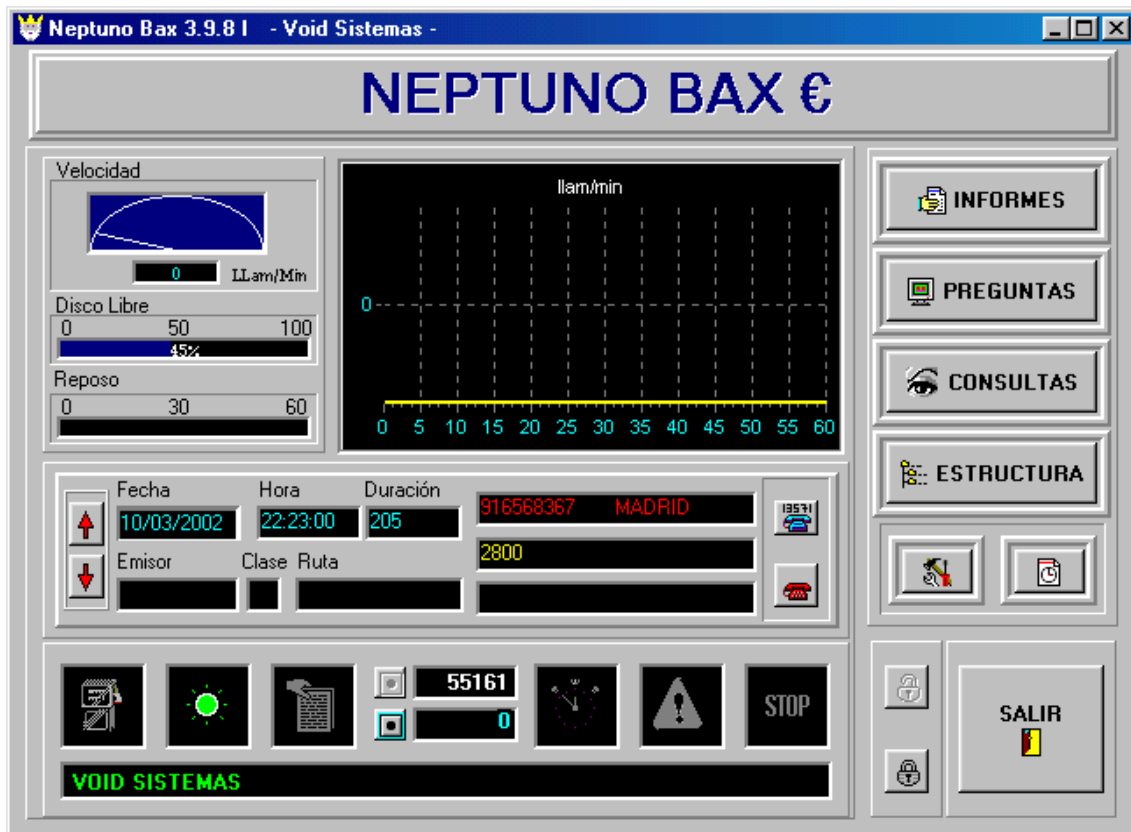 Neptuno Bax 3.9.8 I - Void Sistemas -
NEPTUNO BAX €
Velocidad
0 LLam/Min
Disco Libre
0 50 100
45%
Reposo
0 30 60
llam/min
0
0 5 10 15 20 25 30 35 40 45 50 55 60
INFORMES
PREGUNTAS
CONSULTAS
ESTRUCTURA
Fecha Hora Duración
10/03/2002 22:23:00 205
916568367 MADRID
13571
Emisor Clase Ruta
2800
55161
0
STOP
VOID SISTEMAS
SALIR